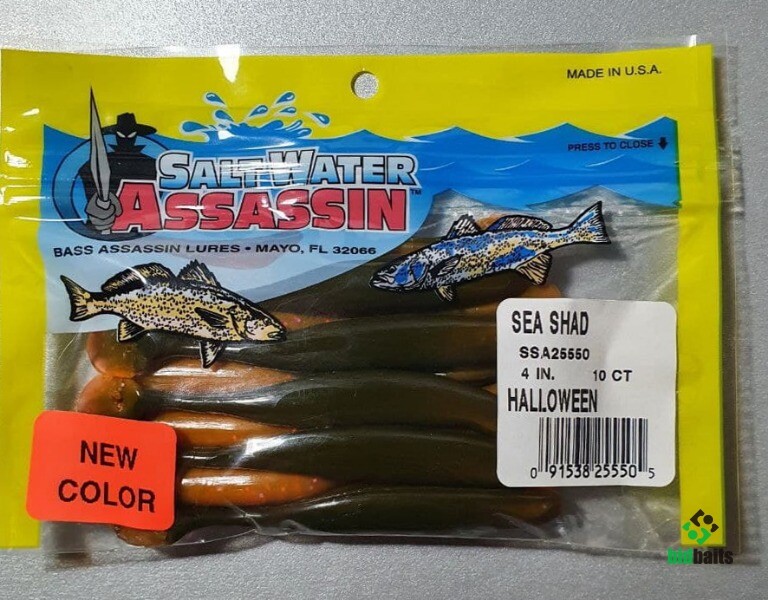 MADE IN U.S.A.
PRESS TO CLOSE
SALTWATER
ASSASSIN™
BASS ASSASSIN LURES • MAYO, FL 32066
SEA SHAD
SSA25550
4 IN. 10 CT
HALLOWEEN
0 91538 25550 5
NEW
COLOR